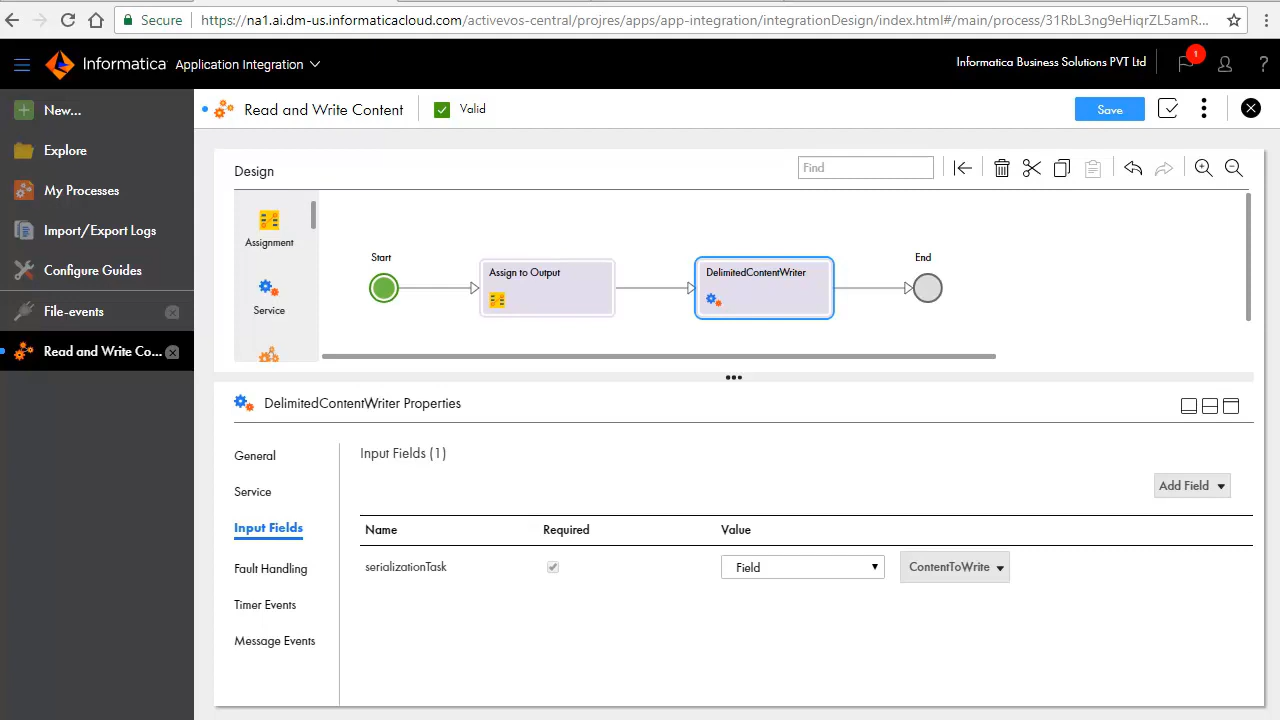 Secure https://na1.ai.dm-us.informaticacloud.com/activevos-central/projres/apps/app-integration/integrationDesign/index.html#/main/process/31RbL3ng9eHiqrZL5amR...
Informatica Application Integration
Informatica Business Solutions PVT Ltd
1
?
New...
Explore
My Processes
Import/Export Logs
Configure Guides
File-events
Read and Write Co...
Read and Write Content
Valid
Save
Design
Find
Assignment
Service
Start
Assign to Output
DelimitedContentWriter
End
DelimitedContentWriter Properties
General
Service
Input Fields
Fault Handling
Timer Events
Message Events
Input Fields (1)
Add Field
Name Required Value
serializationTask Field ContentToWrite